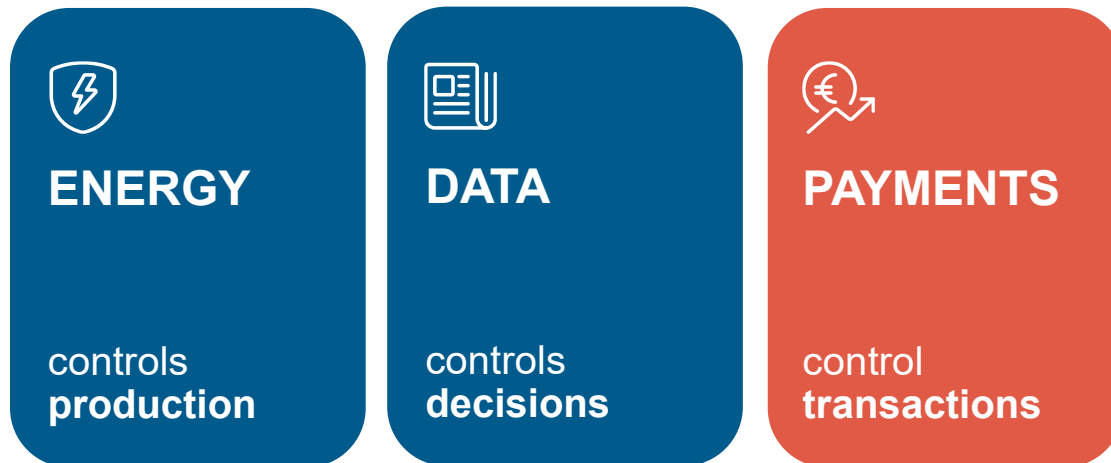 ENERGY
controls
production
DATA
controls
decisions
€
PAYMENTS
control
transactions